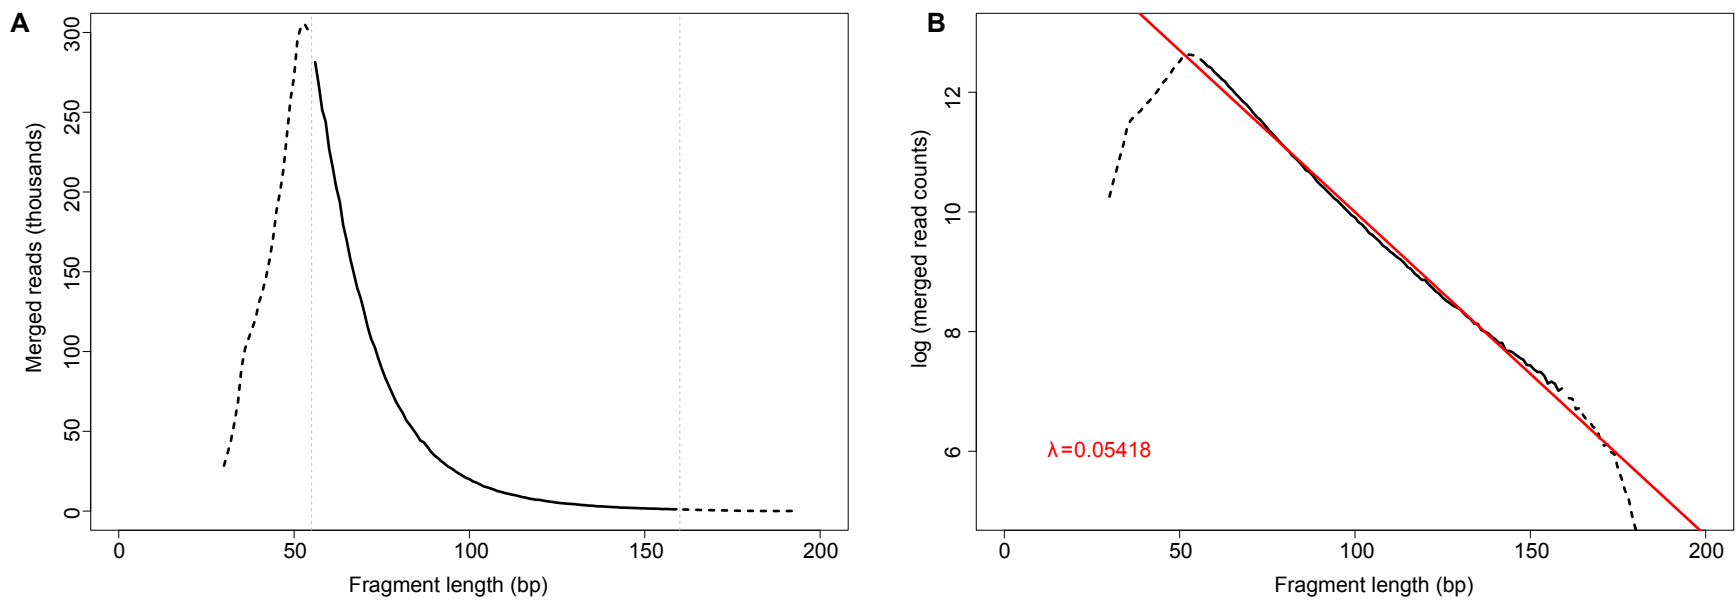 A
Merged reads (thousands)
300
250
200
150
100
50
0
0 50 100 150 200
Fragment length (bp)
B
log (merged read counts)
12
10
8
6
λ=0.05418
0 50 100 150 200
Fragment length (bp)